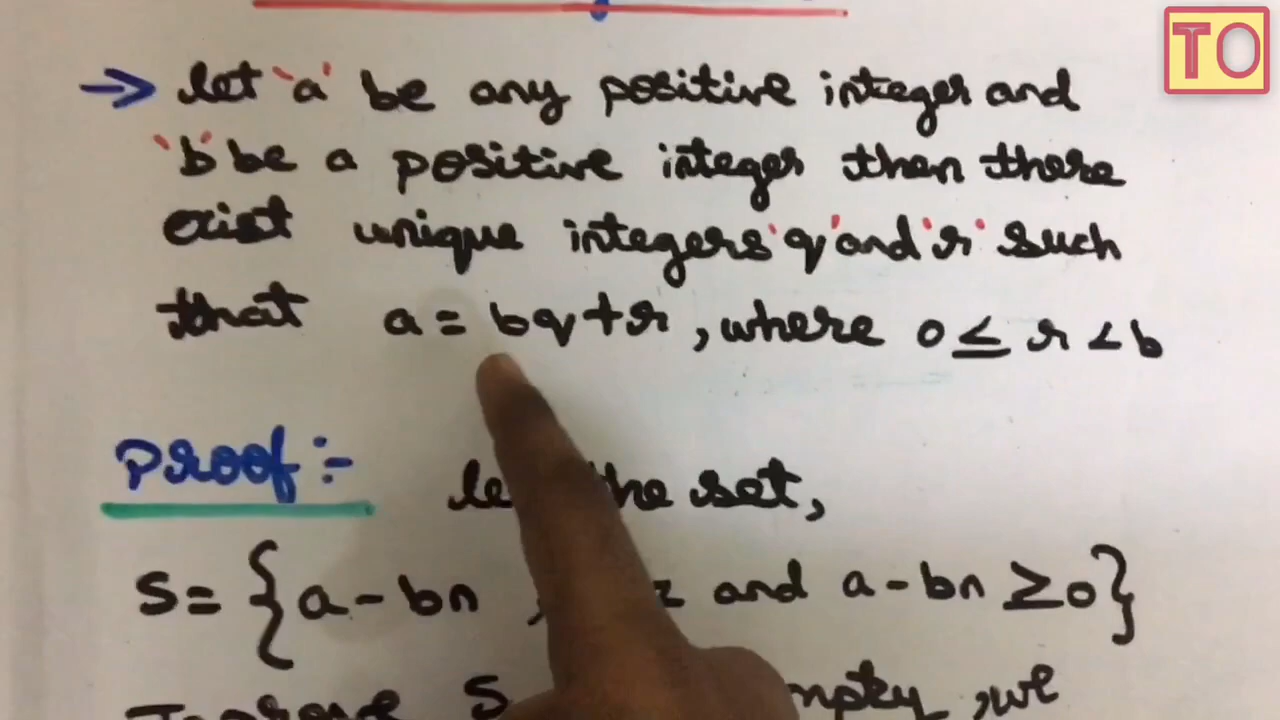 TO
→ let 'a' be any positive integer and
'b' be a positive integer then there
exist unique integers 'q' and 'r' such
that a = bq + r , where 0 ≤ r < b
Proof :- the set,
S = { a - bn , z and a - bn ≥ 0 }
S , we